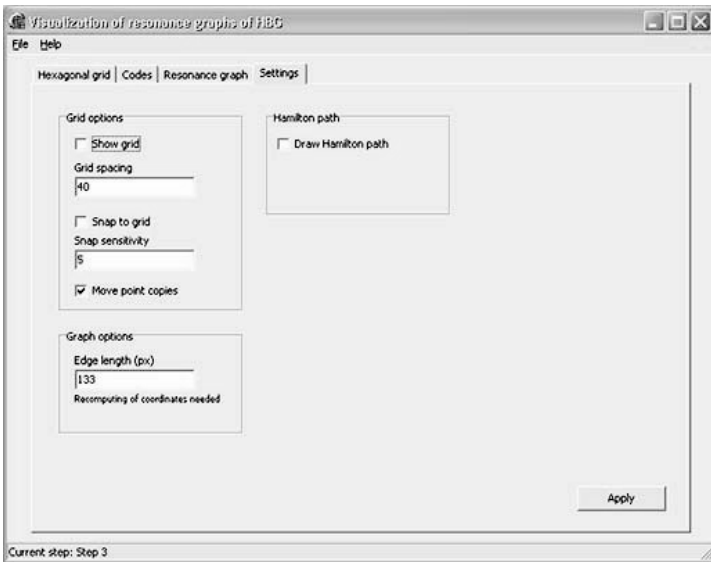 Visualization of resonance graphs of HBG
File Help
Hexagonal grid Codes Resonance graph Settings
Grid options
Show grid
Grid spacing
40
Snap to grid
Snap sensitivity
5
Move point copies
Graph options
Edge length (px)
133
Recomputing of coordinates needed
Hamilton path
Draw Hamilton path
Apply
Current step: Step 3